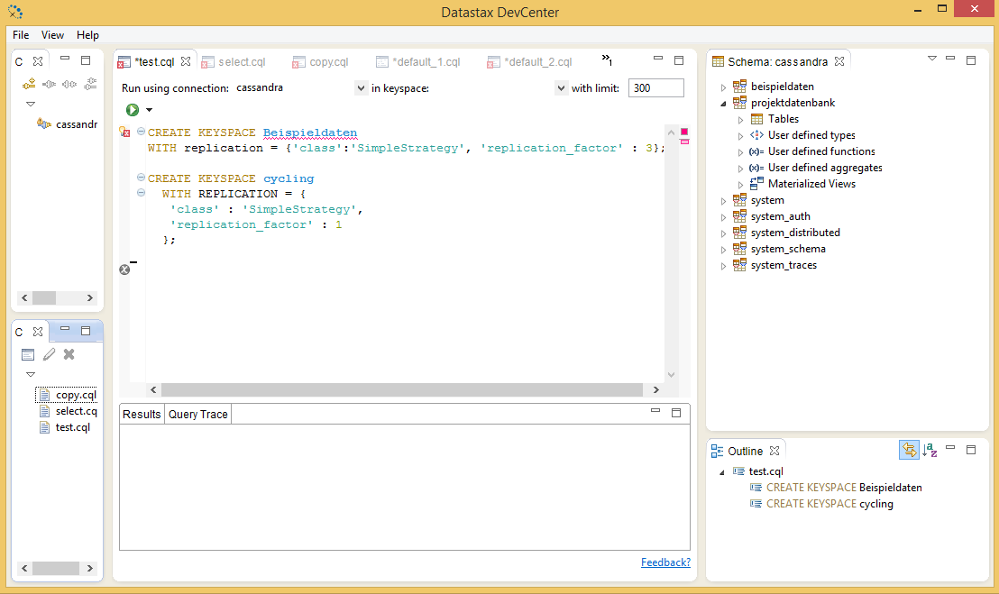 Datastax DevCenter
File View Help
C
cassandr
C
copy.cql
select.cq
test.cql
*test.cql select.cql copy.cql *default_1.cql *default_2.cql »1
Run using connection: cassandra in keyspace: with limit: 300
CREATE KEYSPACE Beispieldaten
WITH replication = {'class':'SimpleStrategy', 'replication_factor' : 3};
CREATE KEYSPACE cycling
WITH REPLICATION = {
'class' : 'SimpleStrategy',
'replication_factor' : 1
};
Results Query Trace
Feedback?
Schema: cassandra
beispieldaten
projektdatenbank
Tables
User defined types
(x)= User defined functions
(x)= User defined aggregates
Materialized Views
system
system_auth
system_distributed
system_schema
system_traces
Outline
a
z
test.cql
CREATE KEYSPACE Beispieldaten
CREATE KEYSPACE cycling